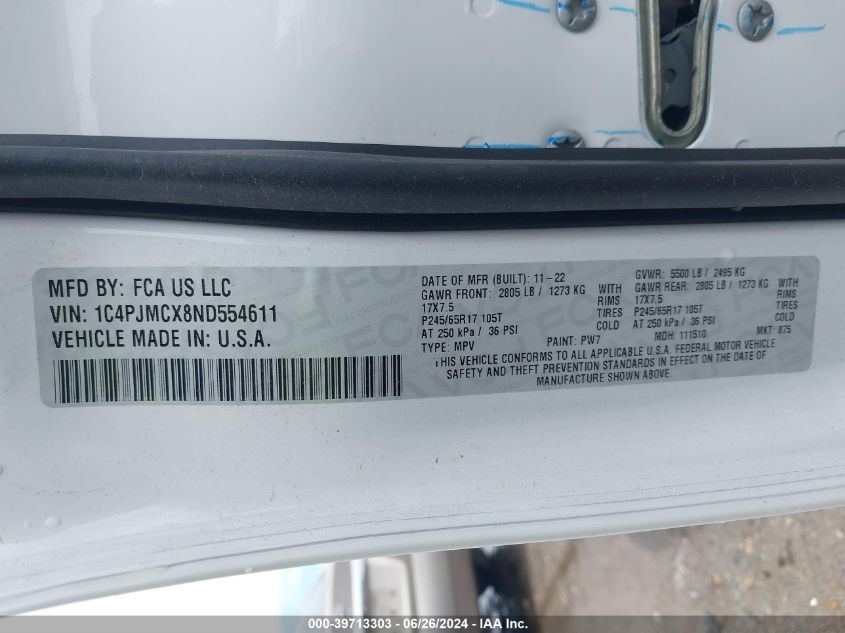 MFD BY: FCA US LLC
VIN: 1C4PJMCX8ND554611
VEHICLE MADE IN: U.S.A.
DATE OF MFR (BUILT): 11-22 GVWR: 5500 LB / 2495 KG
GAWR FRONT: 2805 LB / 1273 KG WITH GAWR REAR: 2805 LB / 1273 KG WITH
17X7.5 RIMS 17X7.5 RIMS
P245/65R17 105T TIRES P245/65R17 105T TIRES
AT 250 kPa / 36 PSI COLD AT 250 kPa / 36 PSI COLD
TYPE: MPV PAINT: PW7 MDH: 111510 MKT: 875
THIS VEHICLE CONFORMS TO ALL APPLICABLE U.S.A. FEDERAL MOTOR VEHICLE
SAFETY AND THEFT PREVENTION STANDARDS IN EFFECT ON THE DATE OF
MANUFACTURE SHOWN ABOVE.
000-39713303 - 06/26/2024 - IAA Inc.